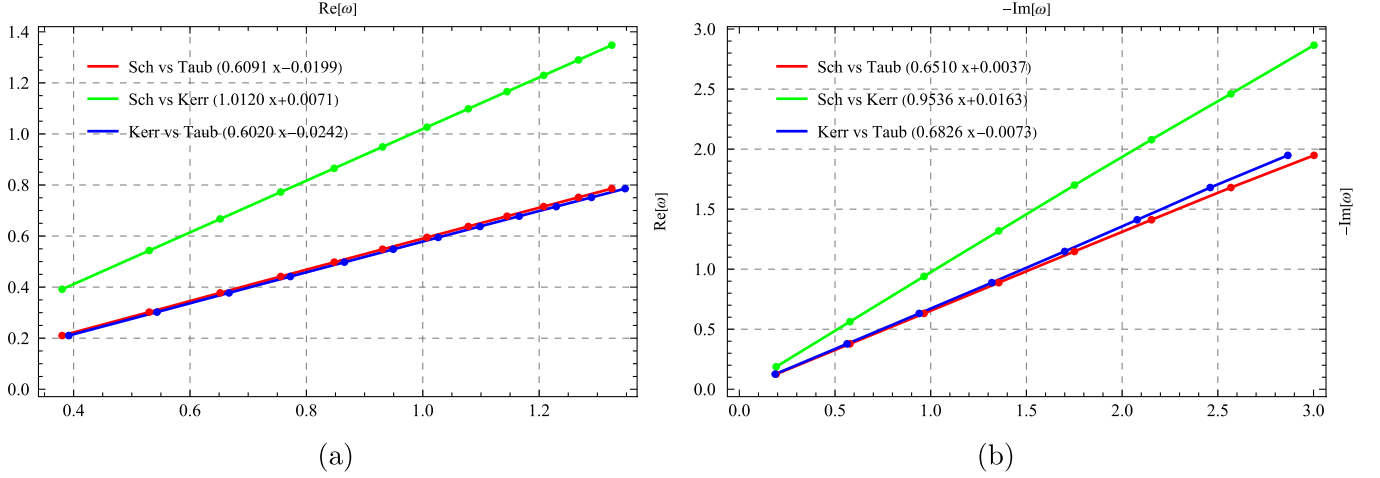 Re[ω]
1.4
1.2
1.0
0.8
0.6
0.4
0.2
0.0
Sch vs Taub (0.6091 x−0.0199)
Sch vs Kerr (1.0120 x+0.0071)
Kerr vs Taub (0.6020 x−0.0242)
0.4 0.6 0.8 1.0 1.2
Re[ω]
(a)
−Im[ω]
3.0
2.5
2.0
1.5
1.0
0.5
0.0
Sch vs Taub (0.6510 x+0.0037)
Sch vs Kerr (0.9536 x+0.0163)
Kerr vs Taub (0.6826 x−0.0073)
0.0 0.5 1.0 1.5 2.0 2.5 3.0
−Im[ω]
(b)